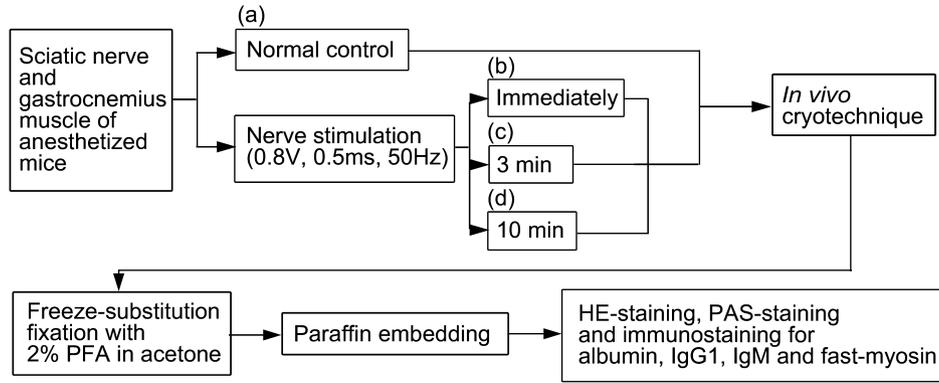 (a)
Sciatic nerve
and
gastrocnemius
muscle of
anesthetized
mice
Normal control
Nerve stimulation
(0.8V, 0.5ms, 50Hz)
(b)
Immediately
(c)
3 min
(d)
10 min
In vivo
cryotechnique
Freeze-substitution
fixation with
2% PFA in acetone
Paraffin embedding
HE-staining, PAS-staining
and immunostaining for
albumin, IgG1, IgM and fast-myosin